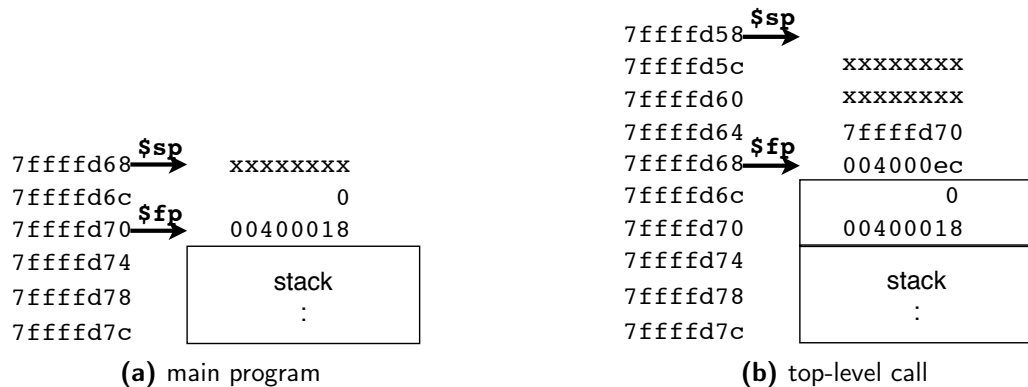 7ffffd68 $sp xxxxxxxx
7ffffd6c 0
7ffffd70 $fp 00400018
7ffffd74
stack
7ffffd78
:
7ffffd7c
(a) main program
7ffffd58 $sp
7ffffd5c xxxxxxxx
7ffffd60 xxxxxxxx
7ffffd64 7ffffd70
7ffffd68 $fp 004000ec
7ffffd6c 0
7ffffd70 00400018
7ffffd74
stack
7ffffd78
:
7ffffd7c
(b) top-level call